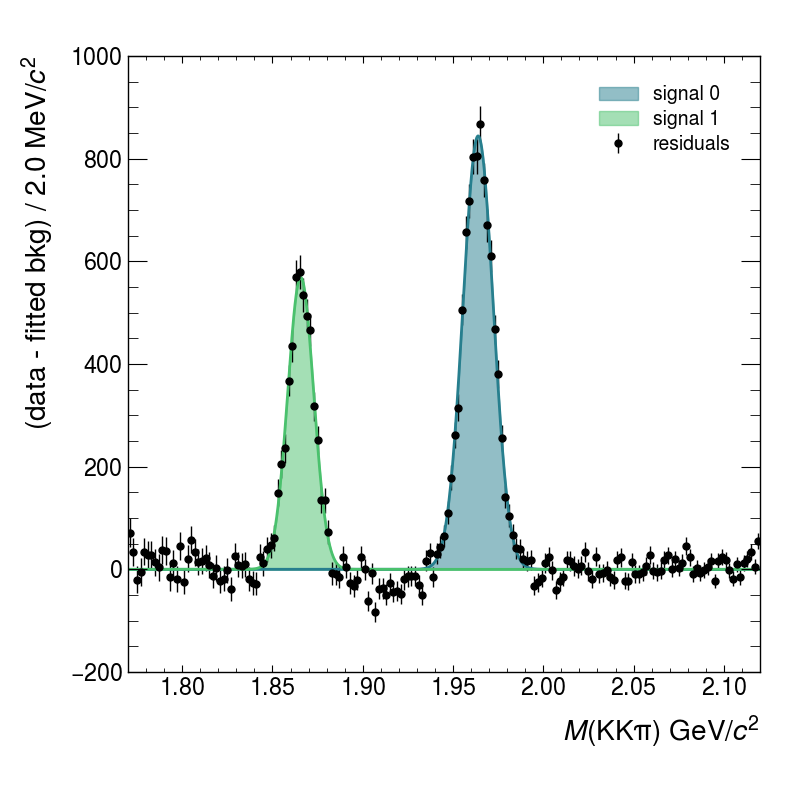 (data - fitted bkg) / 2.0 MeV/c²
1000
800
600
400
200
0
−200
signal 0
signal 1
residuals
1.80 1.85 1.90 1.95 2.00 2.05 2.10
M(KKπ) GeV/c²